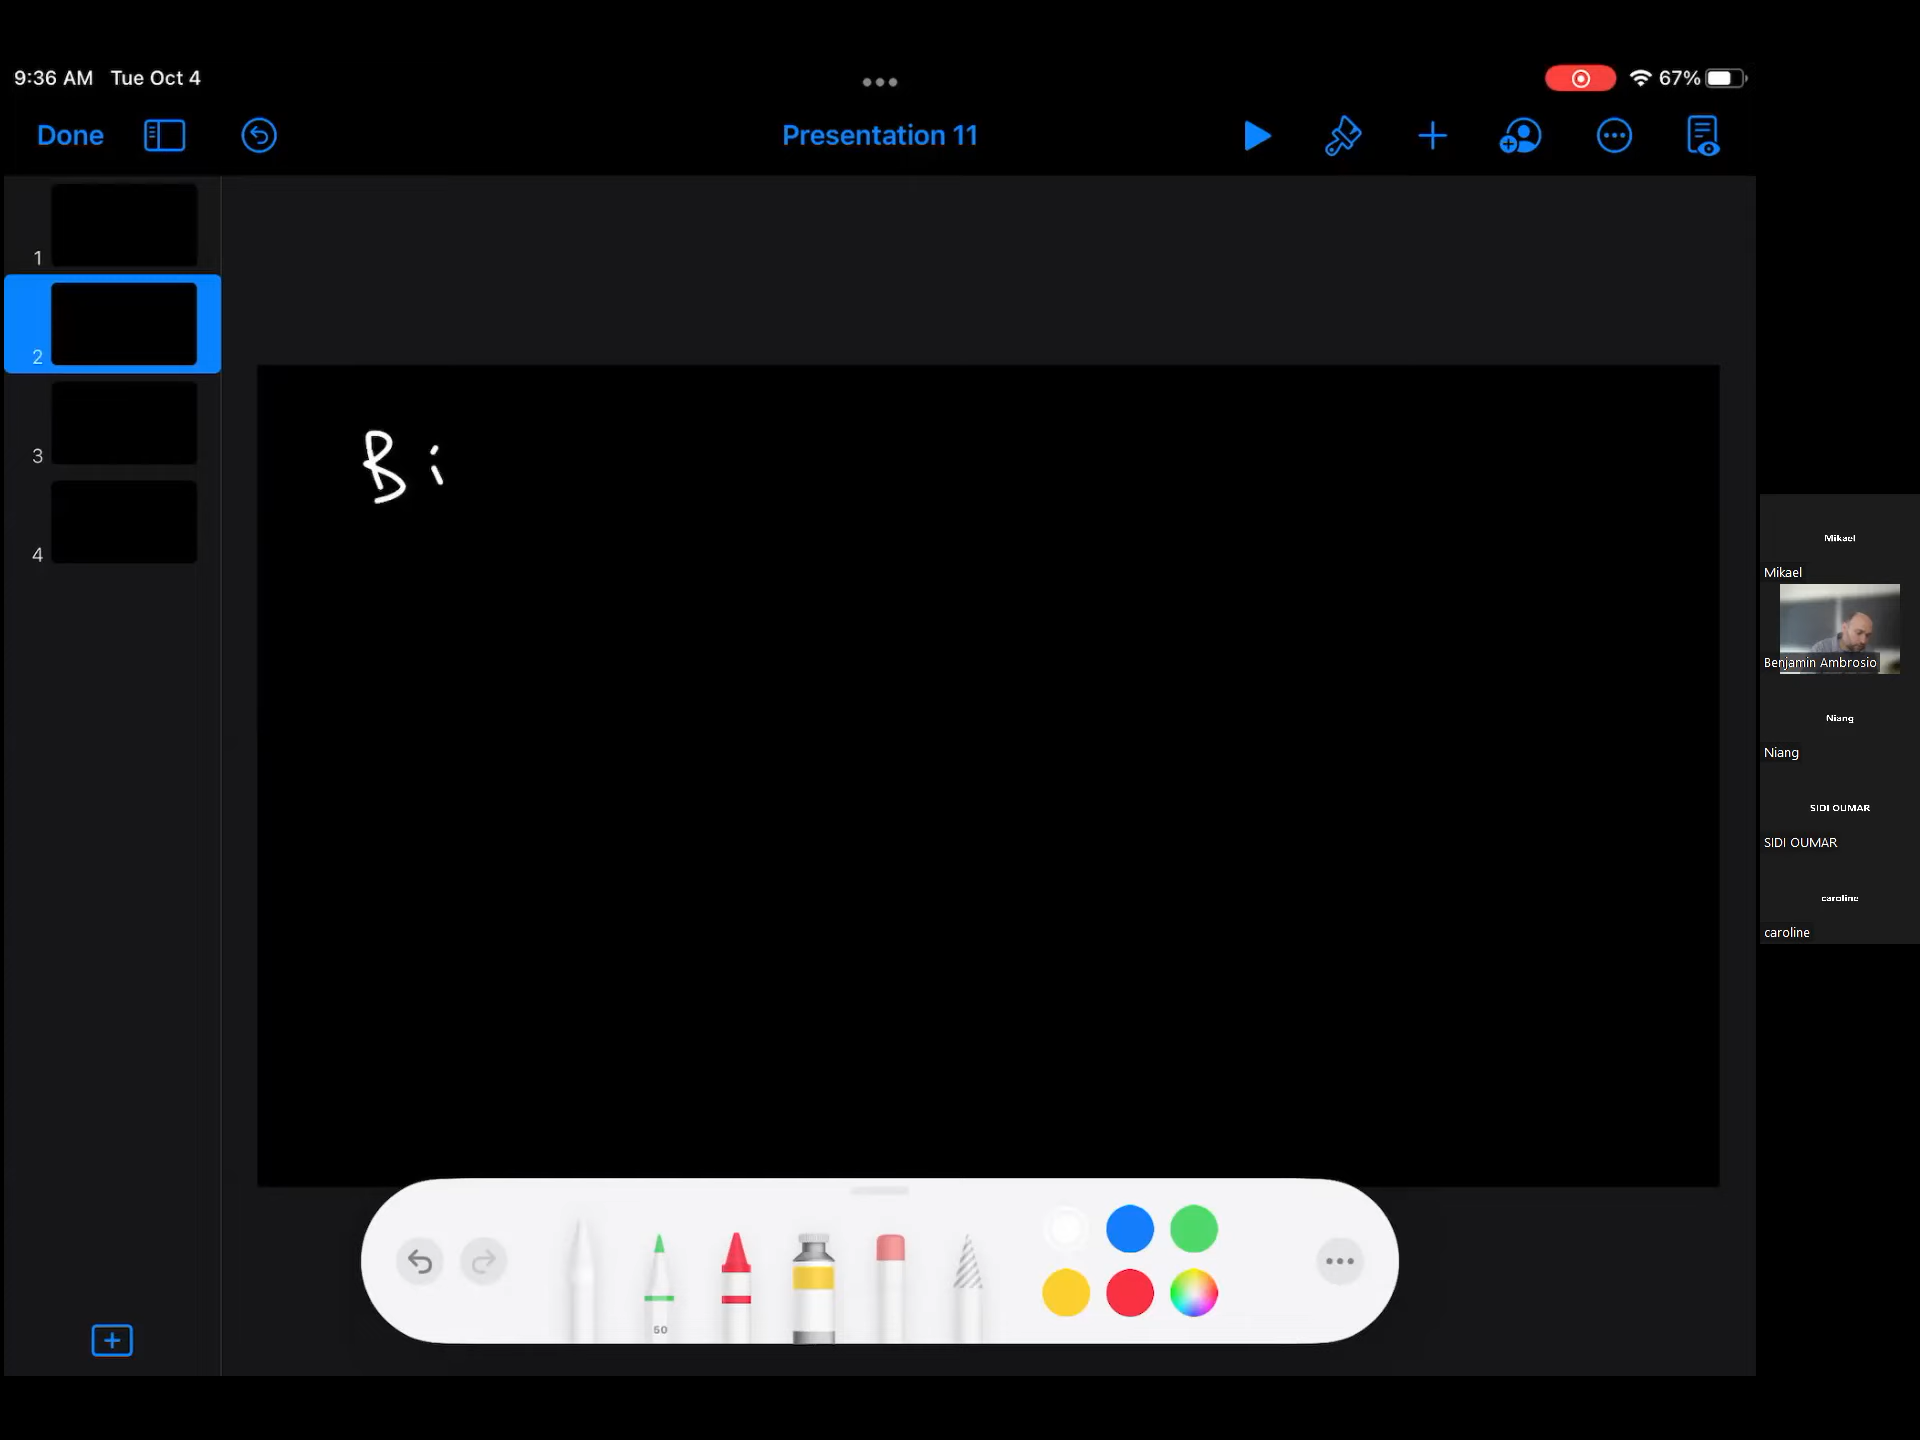 9:36 AM Tue Oct 4
67%
Done
Presentation 11
1
2
3
4
Bi
Mikael
Mikael
Benjamin Ambrosio
Niang
Niang
SIDI OUMAR
SIDI OUMAR
caroline
caroline
50